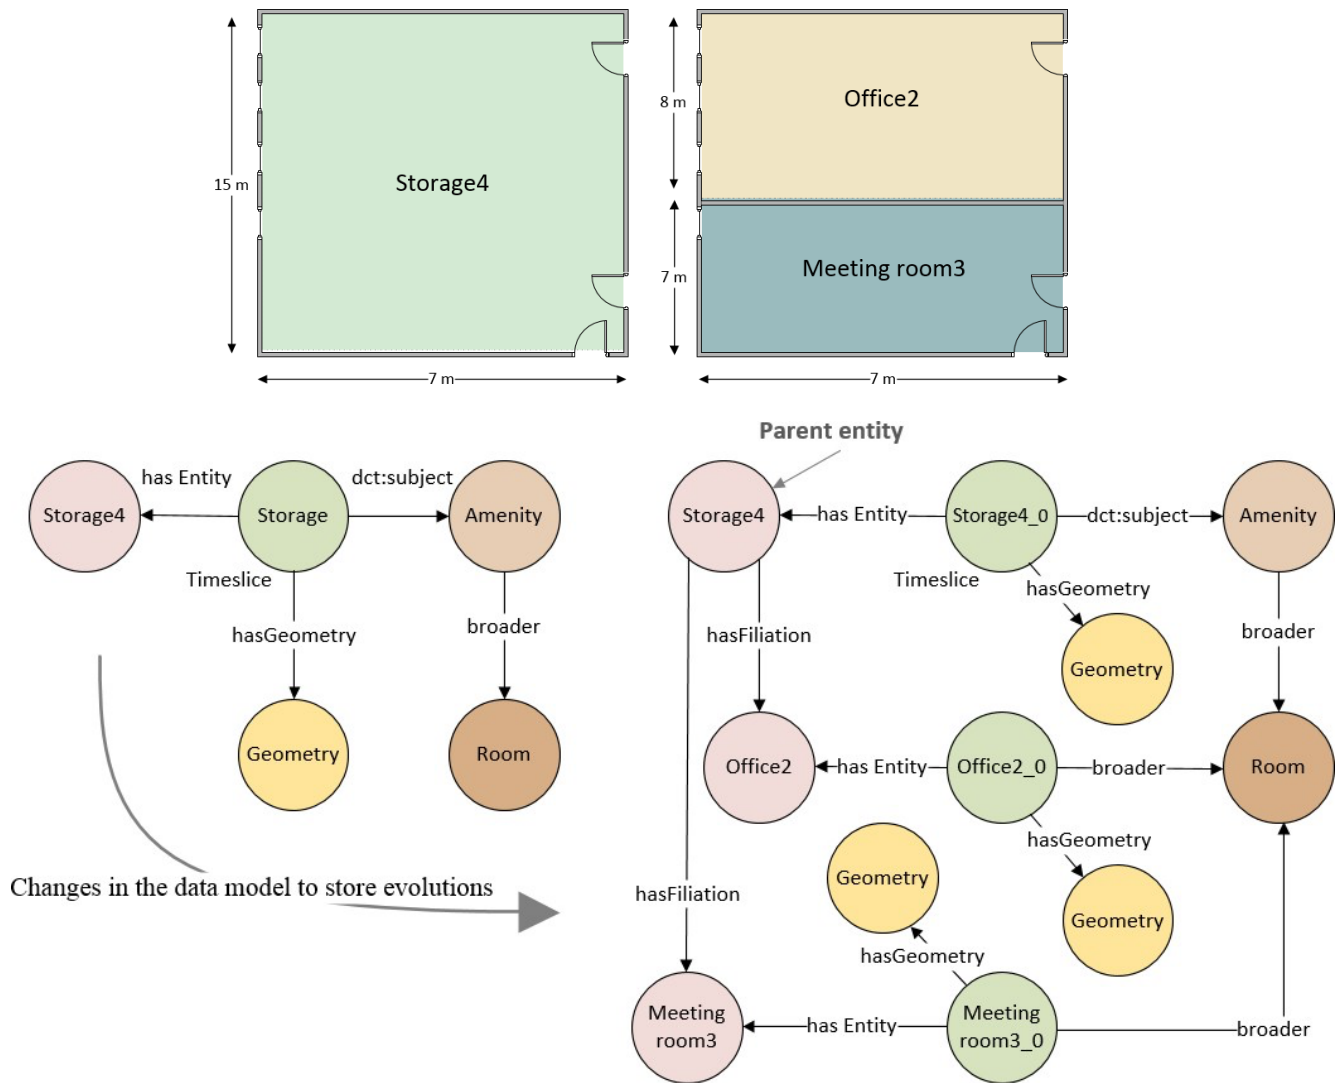 15 m
Storage4
7 m
8 m
Office2
7 m
Meeting room3
7 m
Storage4
has Entity
Storage
dct:subject
Amenity
Timeslice
hasGeometry
broader
Geometry
Room
Changes in the data model to store evolutions
Parent entity
Storage4
has Entity
Storage4_0
dct:subject
Amenity
Timeslice
hasGeometry
hasFiliation
broader
Geometry
Office2
has Entity
Office2_0
broader
Room
hasGeometry
Geometry
hasFiliation
Geometry
hasGeometry
Meeting
room3
has Entity
Meeting
room3_0
broader